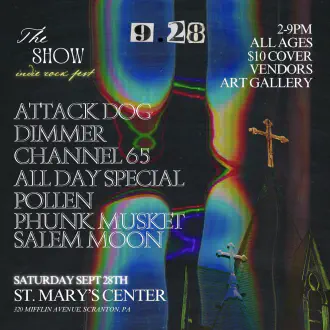 The
SHOW
indie rock fest
9.28
2-9PM
ALL AGES
$10 COVER
VENDORS
ART GALLERY
ATTACK DOG
DIMMER
CHANNEL 65
ALL DAY SPECIAL
POLLEN
PHUNK MUSKET
SALEM MOON
SATURDAY SEPT 28TH
ST. MARY'S CENTER
320 MIFFLIN AVENUE, SCRANTON, PA